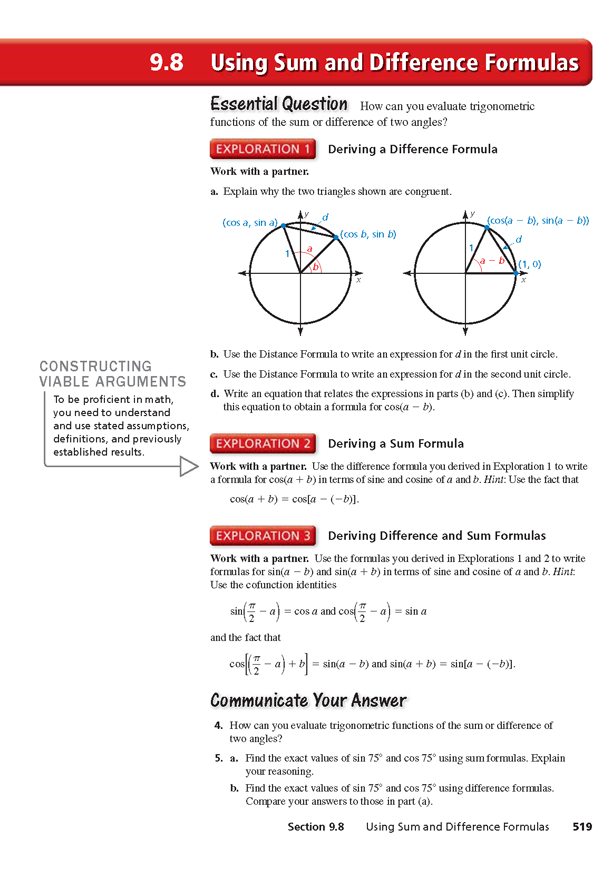 9.8 Using Sum and Difference Formulas
Essential Question How can you evaluate trigonometric
functions of the sum or difference of two angles?
EXPLORATION 1 Deriving a Difference Formula
Work with a partner.
a. Explain why the two triangles shown are congruent.
(cos a, sin a)
y
d
(cos b, sin b)
1
a
b
x
y
(cos(a − b), sin(a − b))
d
1
a − b
(1, 0)
x
b. Use the Distance Formula to write an expression for d in the first unit circle.
c. Use the Distance Formula to write an expression for d in the second unit circle.
d. Write an equation that relates the expressions in parts (b) and (c). Then simplify
this equation to obtain a formula for cos(a − b).
CONSTRUCTING
VIABLE ARGUMENTS
To be proficient in math,
you need to understand
and use stated assumptions,
definitions, and previously
established results.
EXPLORATION 2 Deriving a Sum Formula
Work with a partner. Use the difference formula you derived in Exploration 1 to write
a formula for cos(a + b) in terms of sine and cosine of a and b. Hint: Use the fact that
cos(a + b) = cos[a − (−b)].
EXPLORATION 3 Deriving Difference and Sum Formulas
Work with a partner. Use the formulas you derived in Explorations 1 and 2 to write
formulas for sin(a − b) and sin(a + b) in terms of sine and cosine of a and b. Hint:
Use the cofunction identities
sin(π/2 − a) = cos a and cos(π/2 − a) = sin a
and the fact that
cos[(π/2 − a) + b] = sin(a − b) and sin(a + b) = sin[a − (−b)].
Communicate Your Answer
4. How can you evaluate trigonometric functions of the sum or difference of
two angles?
5. a. Find the exact values of sin 75° and cos 75° using sum formulas. Explain
your reasoning.
b. Find the exact values of sin 75° and cos 75° using difference formulas.
Compare your answers to those in part (a).
Section 9.8 Using Sum and Difference Formulas 519